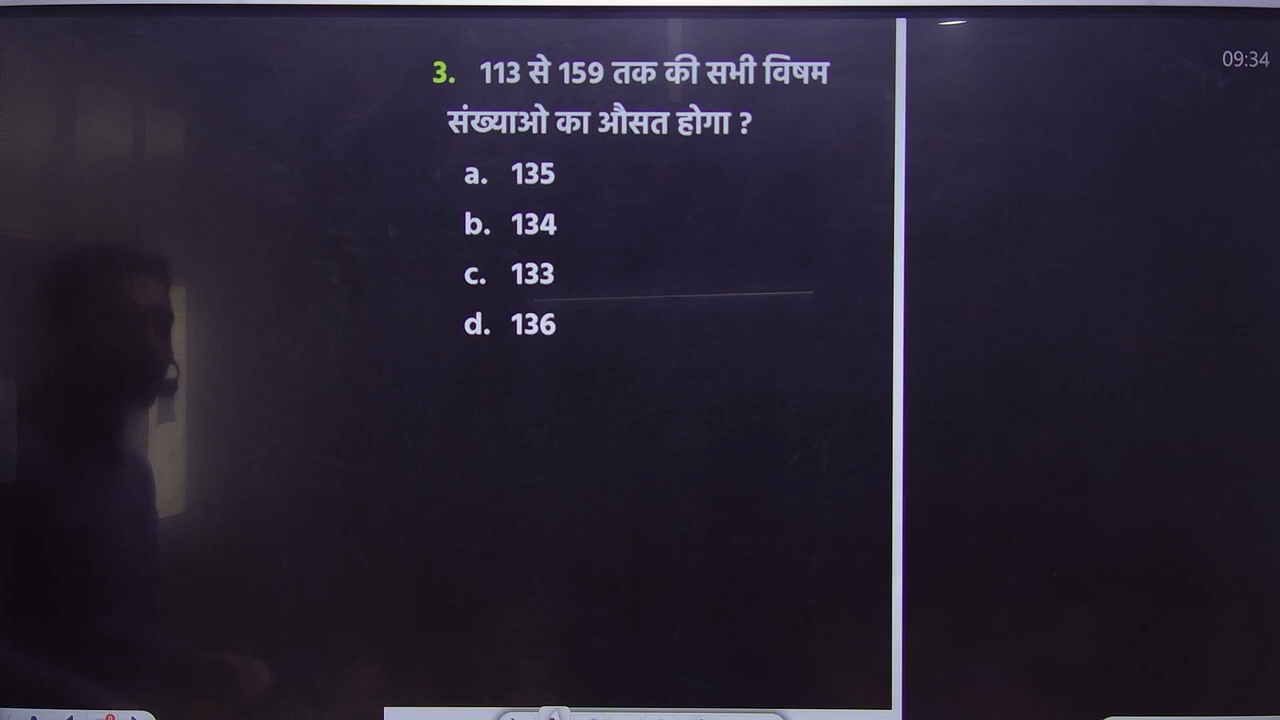 3. 113 से 159 तक की सभी विषम
संख्याओ का औसत होगा ?
a. 135
b. 134
c. 133
d. 136
09:34